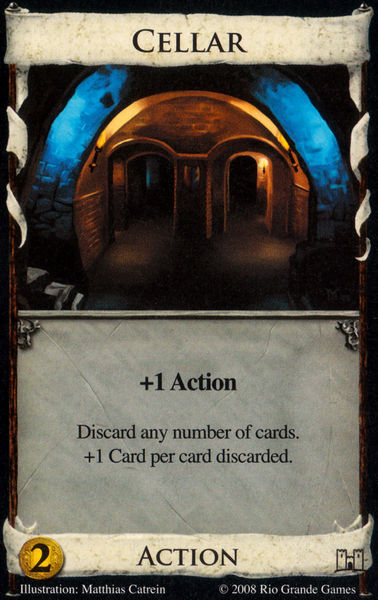 CELLAR
+1 Action
Discard any number of cards.
+1 Card per card discarded.
2
ACTION
Illustration: Matthias Catrein © 2008 Rio Grande Games